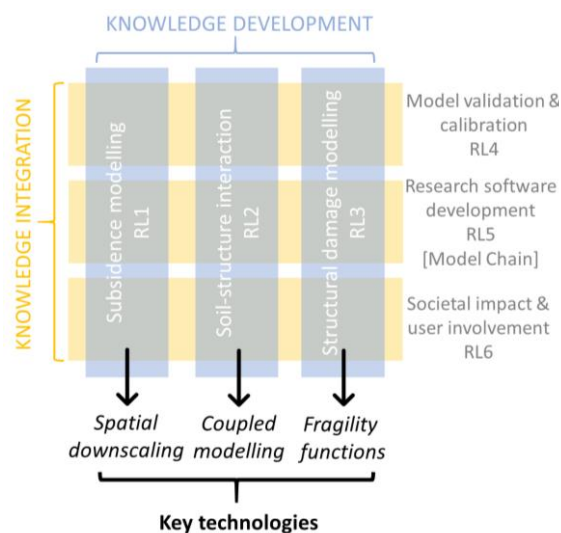 KNOWLEDGE DEVELOPMENT
KNOWLEDGE INTEGRATION
Subsidence modelling
RL1
Soil-structure interaction
RL2
Structural damage modelling
RL3
Model validation &
calibration
RL4
Research software
development
RL5
[Model Chain]
Societal impact &
user involvement
RL6
Spatial
downscaling
Coupled
modelling
Fragility
functions
Key technologies